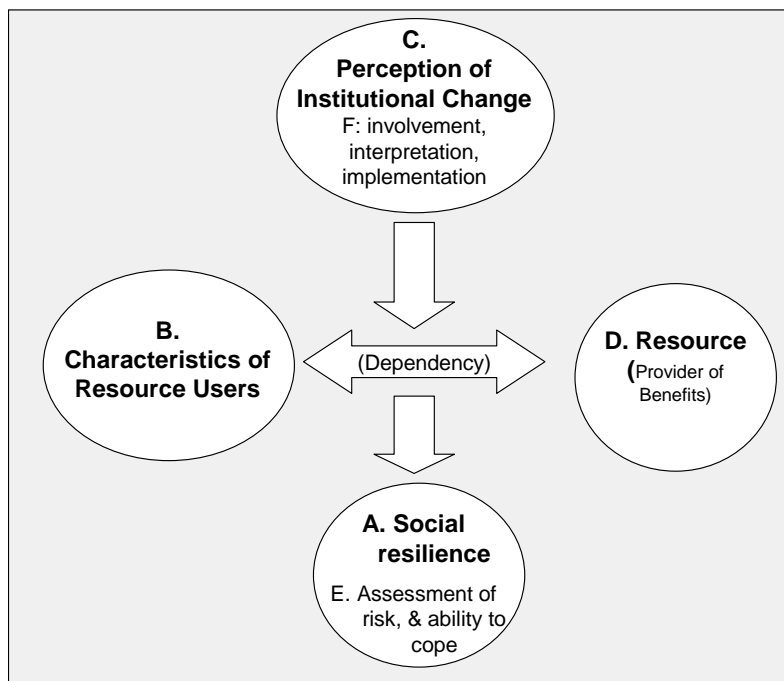 C.
Perception of
Institutional Change
F: involvement,
interpretation,
implementation
B.
Characteristics of
Resource Users
(Dependency)
D. Resource
(Provider of
Benefits)
A. Social
resilience
E. Assessment of
risk, & ability to
cope